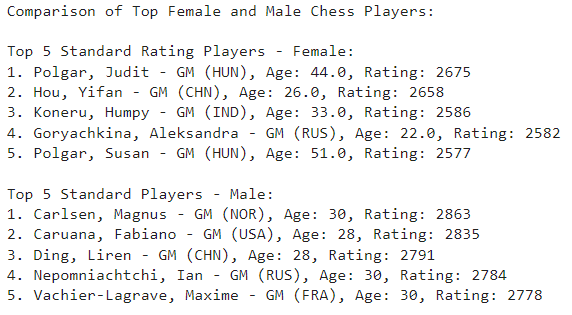 Comparison of Top Female and Male Chess Players:
Top 5 Standard Rating Players - Female:
1. Polgar, Judit - GM (HUN), Age: 44.0, Rating: 2675
2. Hou, Yifan - GM (CHN), Age: 26.0, Rating: 2658
3. Koneru, Humpy - GM (IND), Age: 33.0, Rating: 2586
4. Goryachkina, Aleksandra - GM (RUS), Age: 22.0, Rating: 2582
5. Polgar, Susan - GM (HUN), Age: 51.0, Rating: 2577
Top 5 Standard Players - Male:
1. Carlsen, Magnus - GM (NOR), Age: 30, Rating: 2863
2. Caruana, Fabiano - GM (USA), Age: 28, Rating: 2835
3. Ding, Liren - GM (CHN), Age: 28, Rating: 2791
4. Nepomniachtchi, Ian - GM (RUS), Age: 30, Rating: 2784
5. Vachier-Lagrave, Maxime - GM (FRA), Age: 30, Rating: 2778